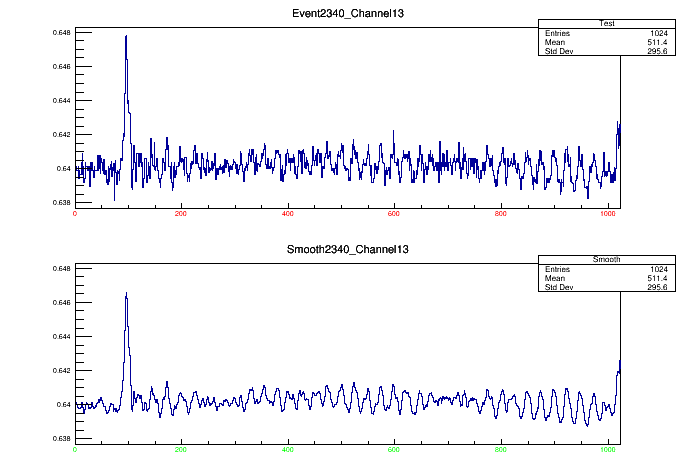 Event2340_Channel13
Test
Entries 1024
Mean 511.4
Std Dev 295.6
0.648
0.646
0.644
0.642
0.64
0.638
0 200 400 600 800 1000
Smooth2340_Channel13
Smooth
Entries 1024
Mean 511.4
Std Dev 295.6
0.648
0.646
0.644
0.642
0.64
0.638
0 200 400 600 800 1000